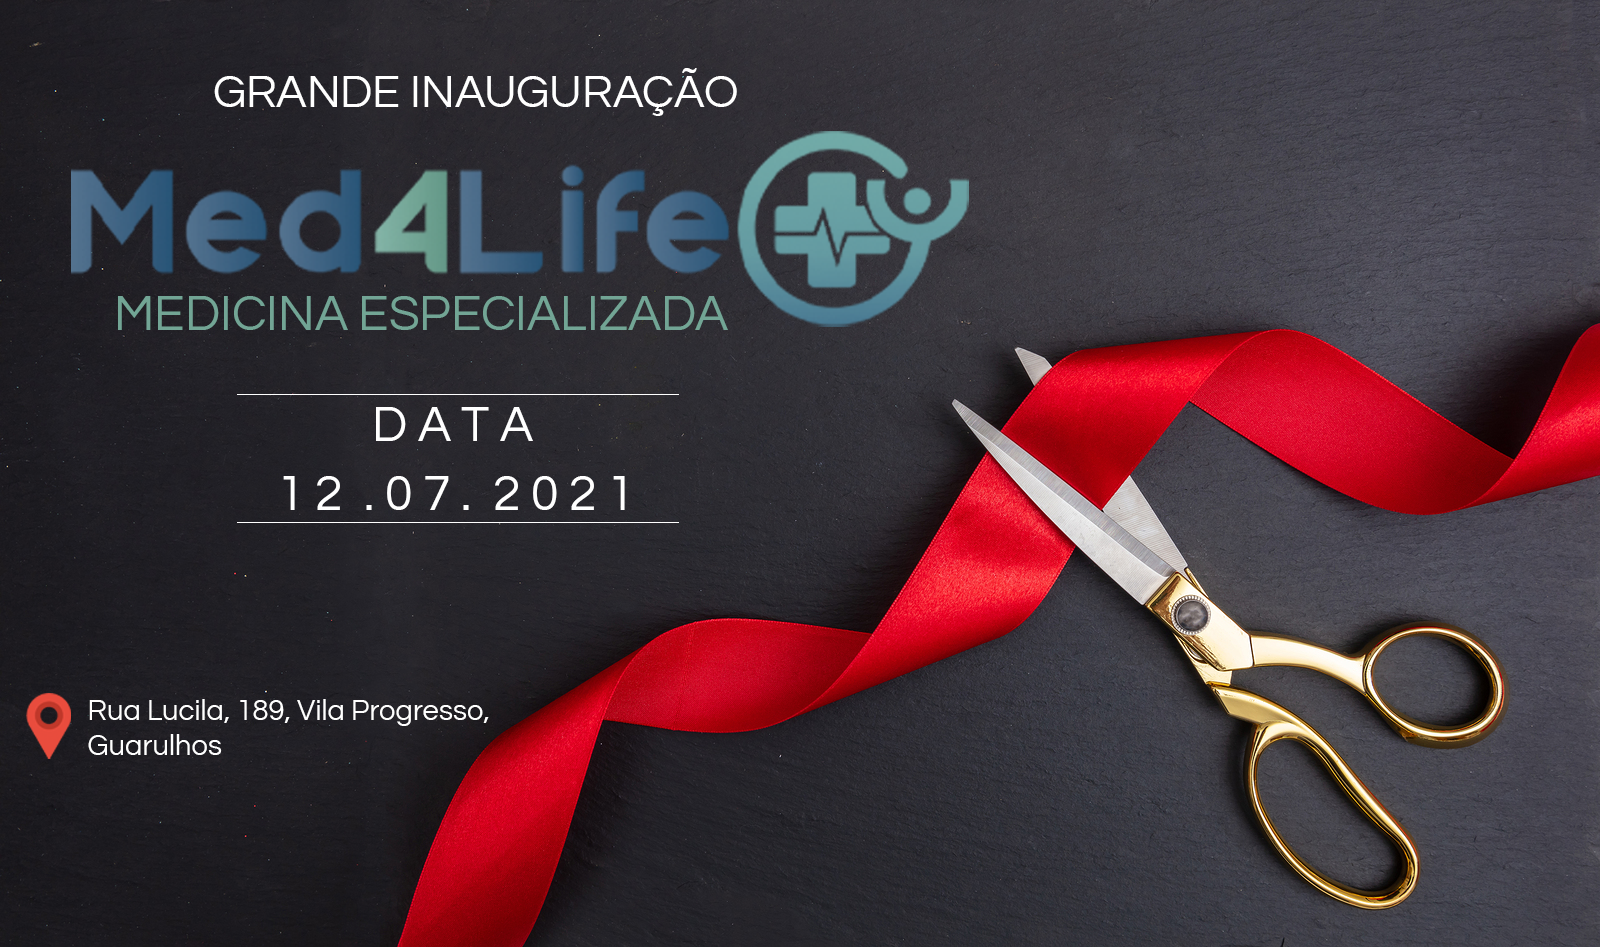 GRANDE INAUGURAÇÃO
Med4Life
MEDICINA ESPECIALIZADA
DATA
12.07.2021
Rua Lucila, 189, Vila Progresso,
Guarulhos